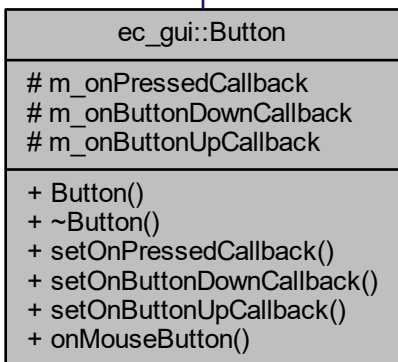 ec_gui::Button
# m_onPressedCallback
# m_onButtonDownCallback
# m_onButtonUpCallback
+ Button()
+ ~Button()
+ setOnPressedCallback()
+ setOnButtonDownCallback()
+ setOnButtonUpCallback()
+ onMouseButton()